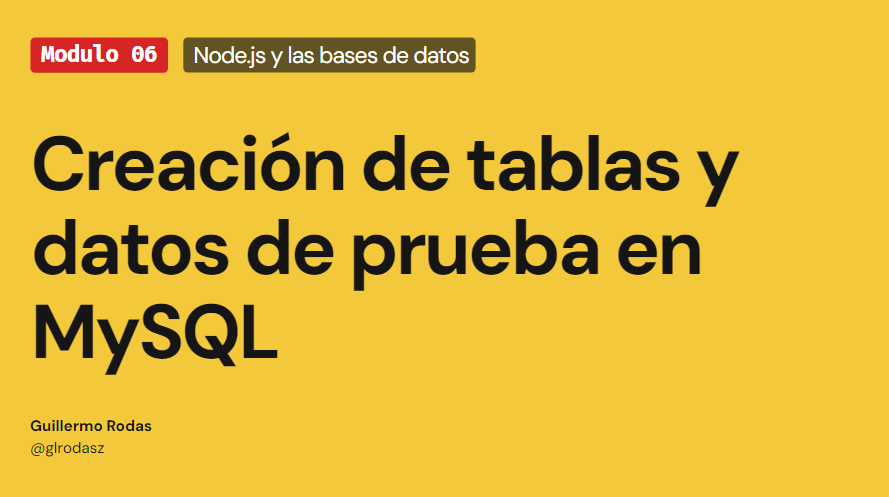 Modulo 06
Node.js y las bases de datos
Creación de tablas y
datos de prueba en
MySQL
Guillermo Rodas
@glrodasz